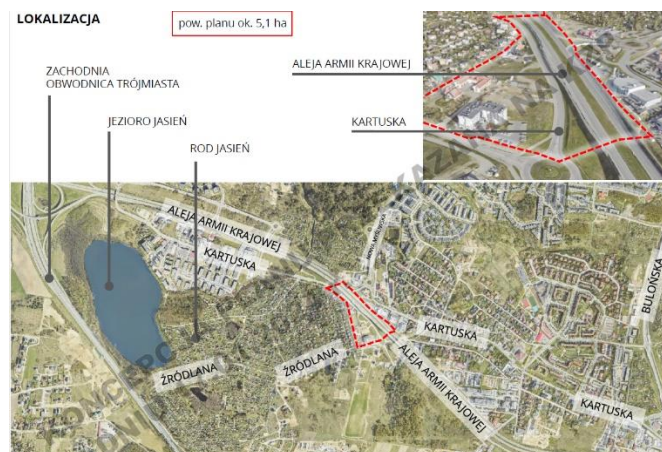 LOKALIZACJA
pow. planu ok. 5,1 ha
ZACHODNIA
OBWODNICA TRÓJMIASTA
JEZIORO JASIEŃ
ROD JASIEŃ
ALEJA ARMII KRAJOWEJ
KARTUSKA
ALEJA ARMII KRAJOWEJ
KARTUSKA
BULOŃSKA
KARTUSKA
ŹRÓDLANA
ŹRÓDLANA
ALEJA ARMII KRAJOWEJ
KARTUSKA